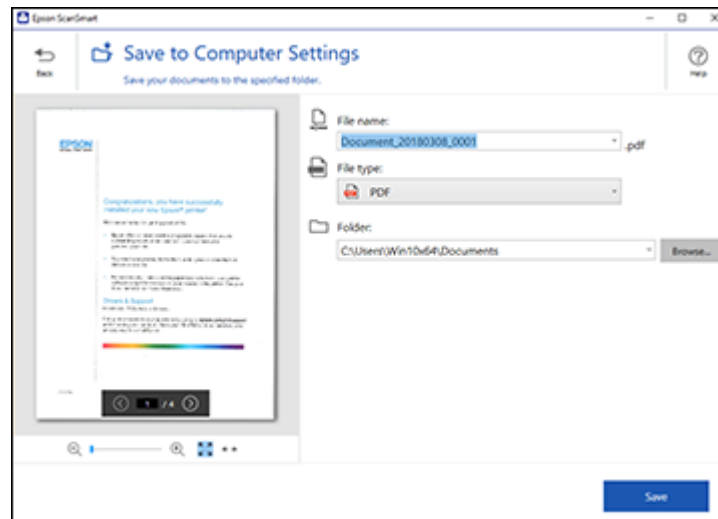 Epson ScanSmart
Back
Save to Computer Settings
Save your documents to the specified folder.
Help
EPSON
Congratulations, you have successfully
installed your new Epson® printer!
Drivers & Support
File name:
Document_20180308_0001
.pdf
File type:
PDF
Folder:
C:\Users\Win10x64\Documents
Browse...
1 / 4
Save